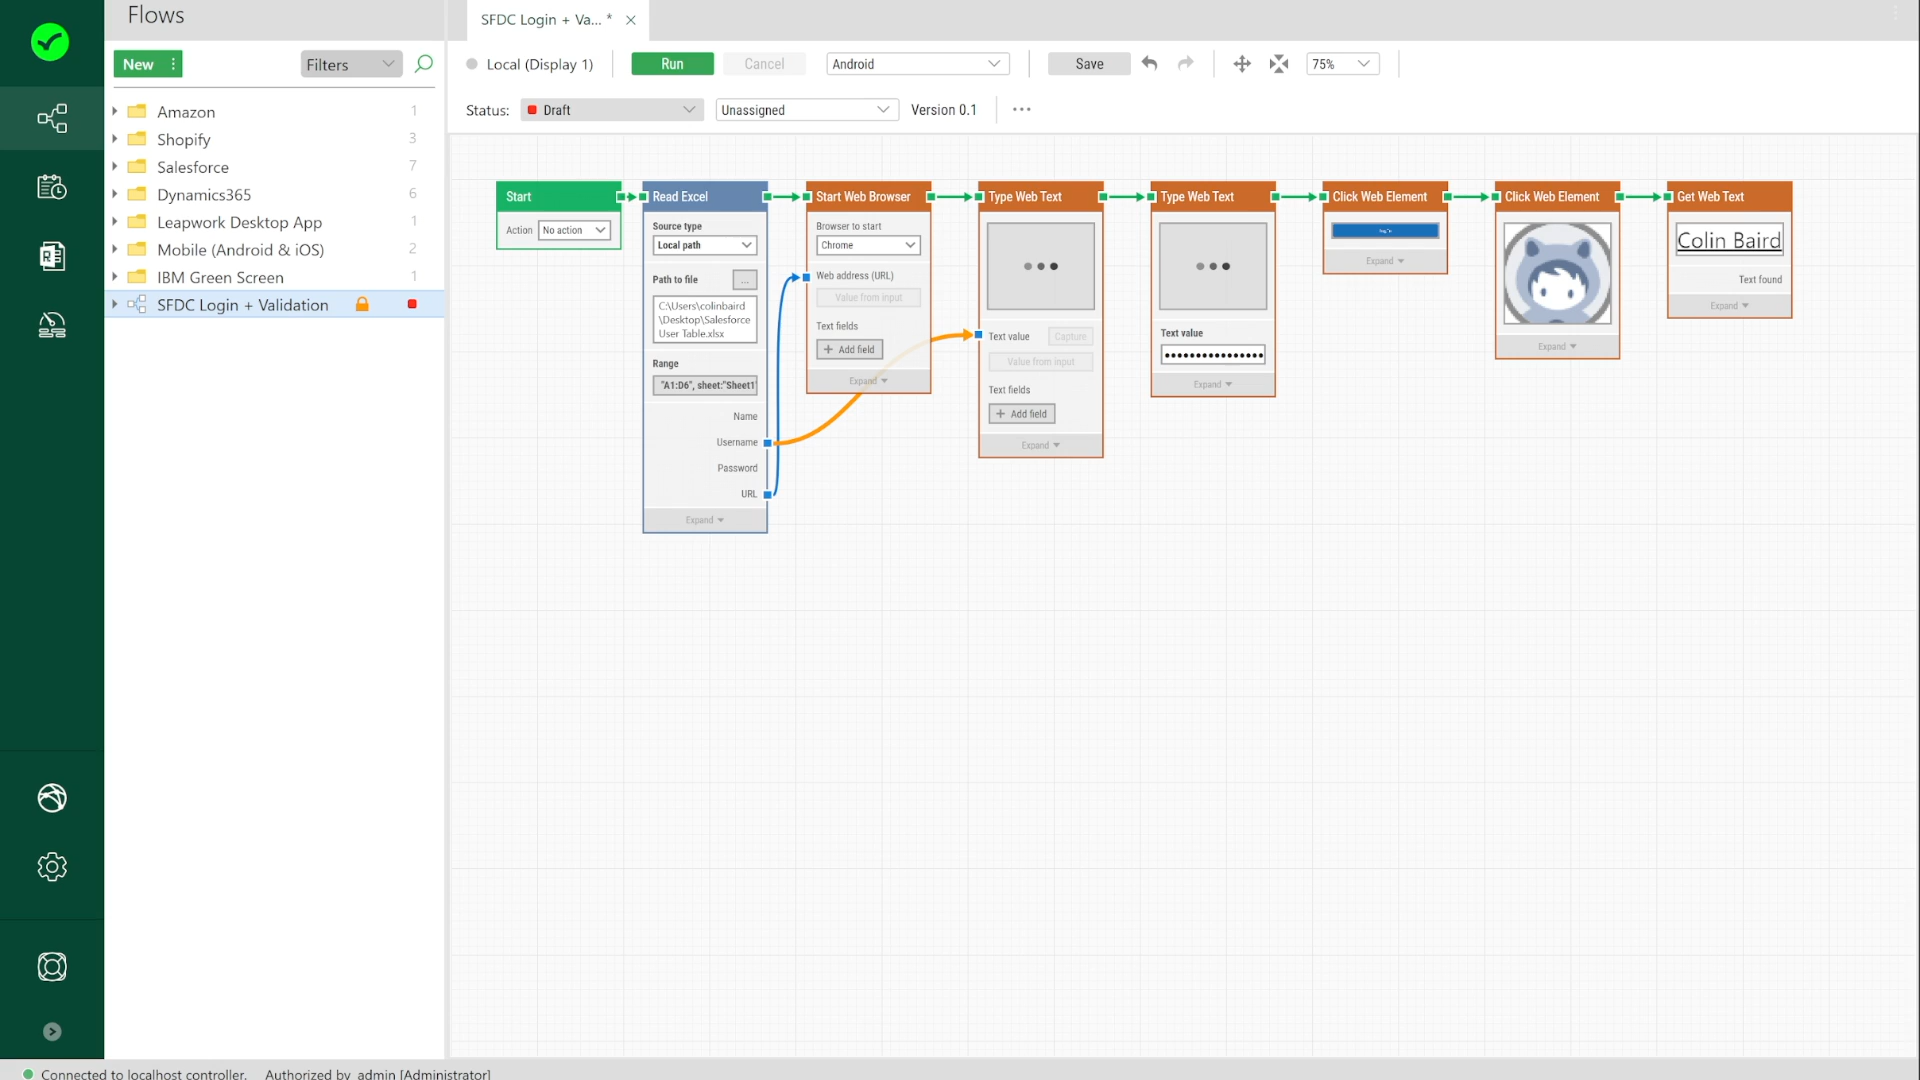 Flows
SFDC Login + Va... *
New
Filters
Local (Display 1)
Run
Cancel
Android
Save
75%
Status:
Draft
Unassigned
Version 0.1
Amazon 1
Shopify 3
Salesforce 7
Dynamics365 6
Leapwork Desktop App 1
Mobile (Android & iOS) 2
IBM Green Screen 1
SFDC Login + Validation
Start
Action
No action
Read Excel
Source type
Local path
Path to file
...
C:\Users\colinbaird
\Desktop\Salesforce
User Table.xlsx
Range
"A1:D6", sheet:"Sheet1"
Name
Username
Password
URL
Expand
Start Web Browser
Browser to start
Chrome
Web address (URL)
Value from input
Text fields
+ Add field
Expand
Type Web Text
Text value
Capture
Value from input
Text fields
+ Add field
Expand
Type Web Text
Text value
Expand
Click Web Element
Expand
Click Web Element
Expand
Get Web Text
Colin Baird
Text found
Expand
Connected to localhost controller.
Authorized by admin [Administrator]